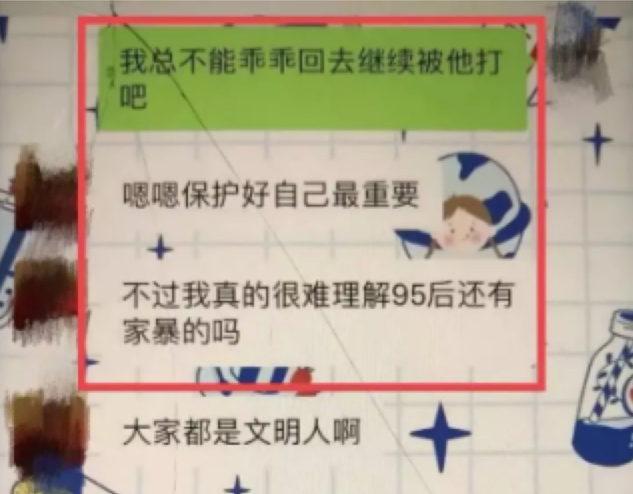 我总不能乖乖回去继续被他打
吧
嗯嗯保护好自己最重要
不过我真的很难理解95后还有
家暴的吗
大家都是文明人啊